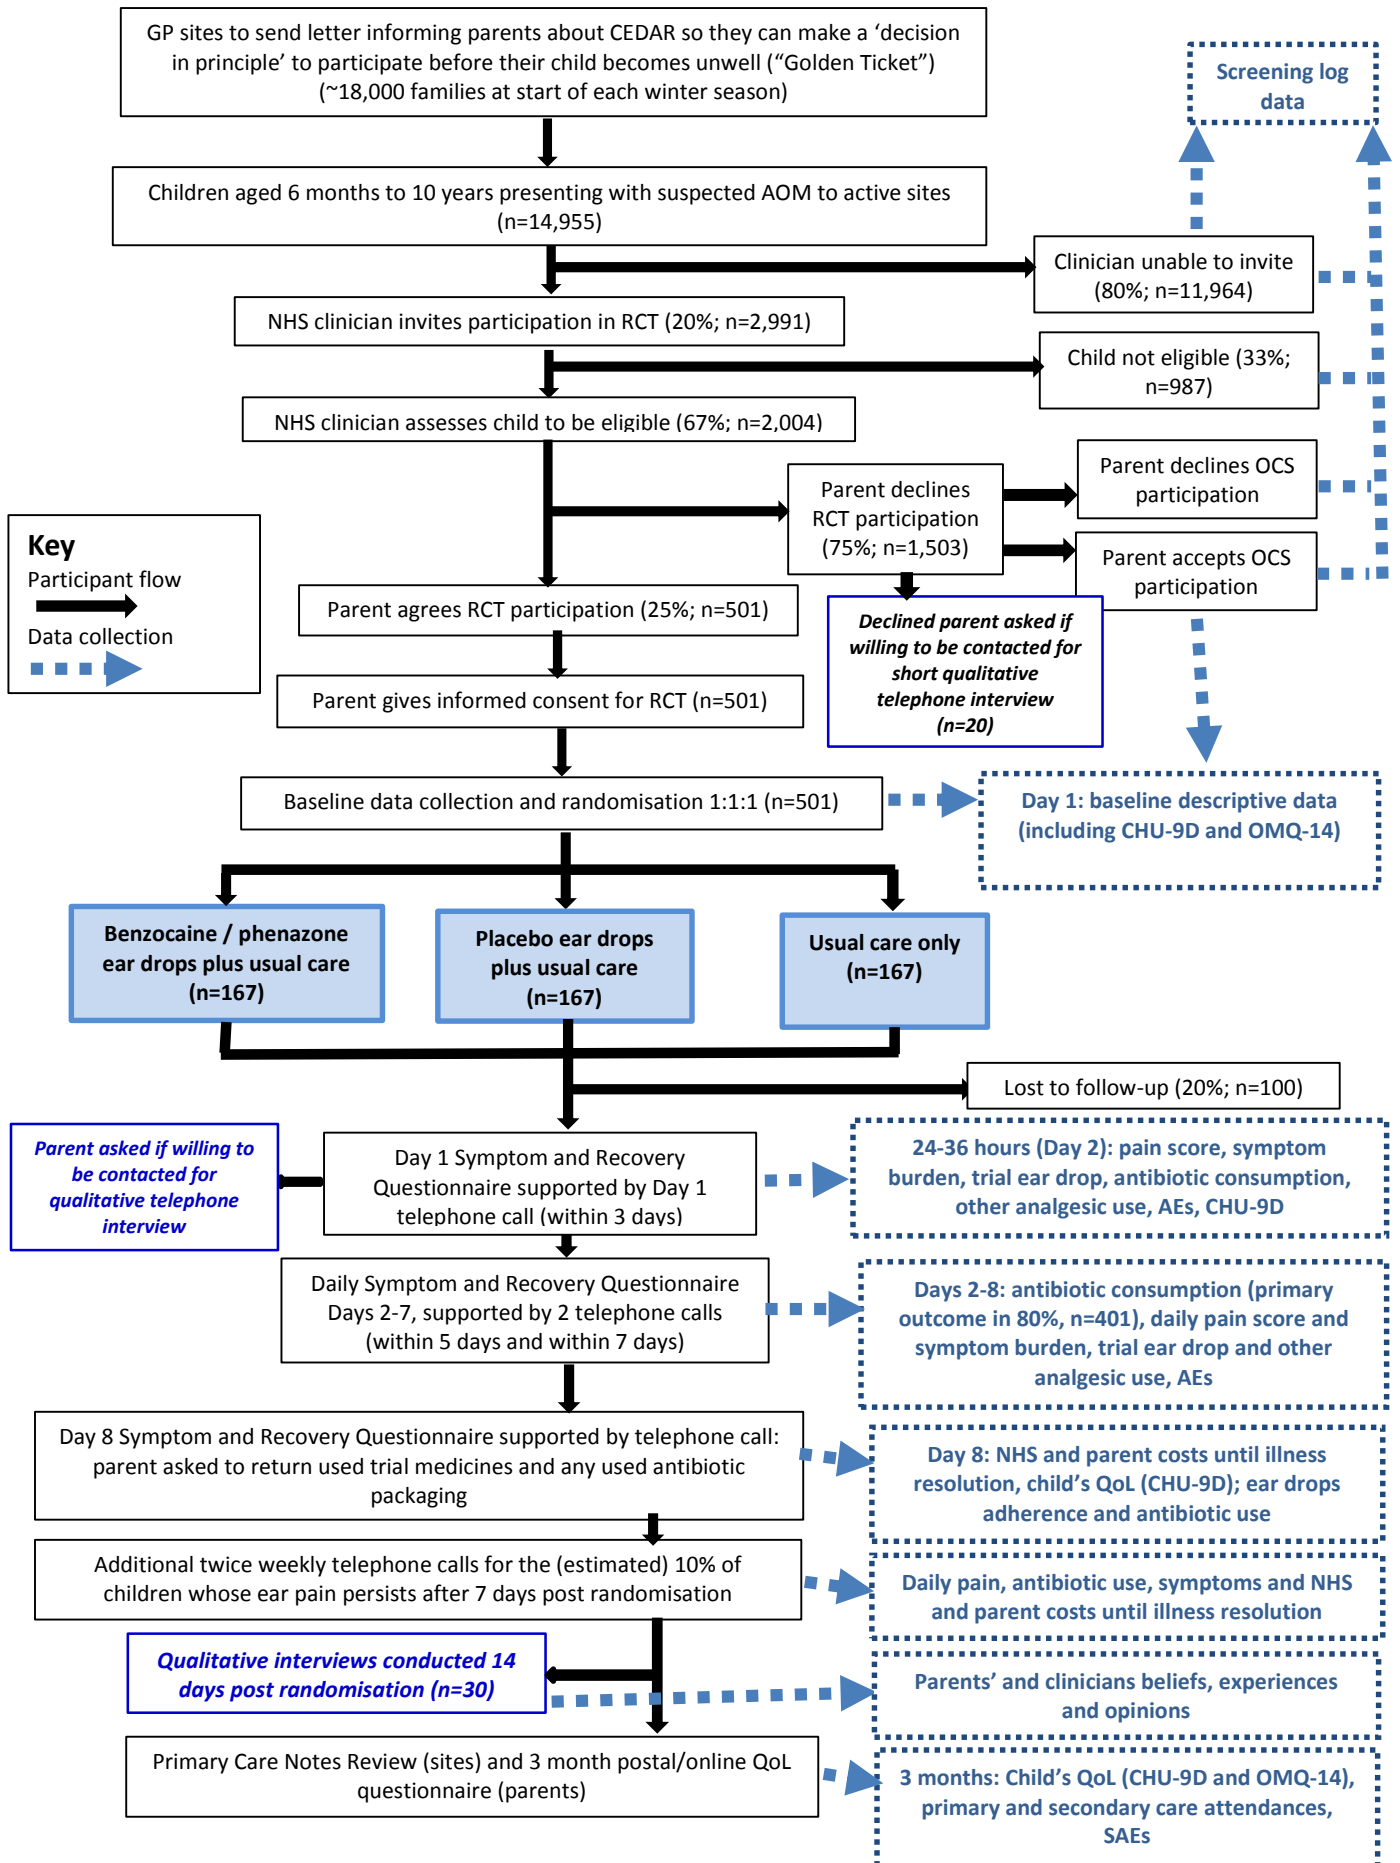 GP sites to send letter informing parents about CEDAR so they can make a ‘decision
in principle’ to participate before their child becomes unwell (“Golden Ticket”)
(~18,000 families at start of each winter season)
Screening log
data
Children aged 6 months to 10 years presenting with suspected AOM to active sites
(n=14,955)
Clinician unable to invite
(80%; n=11,964)
NHS clinician invites participation in RCT (20%; n=2,991)
Child not eligible (33%;
n=987)
NHS clinician assesses child to be eligible (67%; n=2,004)
Parent declines
RCT participation
(75%; n=1,503)
Parent declines OCS
participation
Parent accepts OCS
participation
Key
Participant flow
Data collection
Parent agrees RCT participation (25%; n=501)
Declined parent asked if
willing to be contacted for
short qualitative
telephone interview
(n=20)
Parent gives informed consent for RCT (n=501)
Baseline data collection and randomisation 1:1:1 (n=501)
Day 1: baseline descriptive data
(including CHU-9D and OMQ-14)
Benzocaine / phenazone
ear drops plus usual care
(n=167)
Placebo ear drops
plus usual care
(n=167)
Usual care only
(n=167)
Lost to follow-up (20%; n=100)
Parent asked if willing to
be contacted for
qualitative telephone
interview
Day 1 Symptom and Recovery
Questionnaire supported by Day 1
telephone call (within 3 days)
24-36 hours (Day 2): pain score, symptom
burden, trial ear drop, antibiotic consumption,
other analgesic use, AEs, CHU-9D
Daily Symptom and Recovery Questionnaire
Days 2-7, supported by 2 telephone calls
(within 5 days and within 7 days)
Days 2-8: antibiotic consumption (primary
outcome in 80%, n=401), daily pain score and
symptom burden, trial ear drop and other
analgesic use, AEs
Day 8 Symptom and Recovery Questionnaire supported by telephone call:
parent asked to return used trial medicines and any used antibiotic
packaging
Day 8: NHS and parent costs until illness
resolution, child’s QoL (CHU-9D); ear drops
adherence and antibiotic use
Additional twice weekly telephone calls for the (estimated) 10% of
children whose ear pain persists after 7 days post randomisation
Daily pain, antibiotic use, symptoms and NHS
and parent costs until illness resolution
Qualitative interviews conducted 14
days post randomisation (n=30)
Parents’ and clinicians beliefs, experiences
and opinions
Primary Care Notes Review (sites) and 3 month postal/online QoL
questionnaire (parents)
3 months: Child’s QoL (CHU-9D and OMQ-14),
primary and secondary care attendances,
SAEs